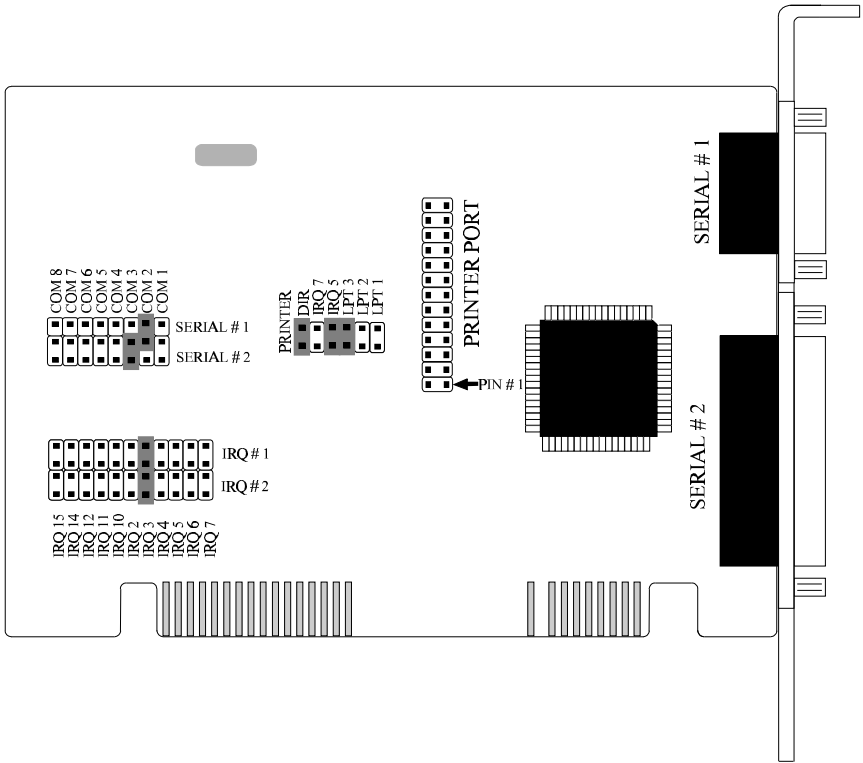 SERIAL # 1
COM 8
COM 7
COM 6
COM 5
COM 4
COM 3
COM 2
COM 1
SERIAL # 1
SERIAL # 2
PRINTER
DIR
IRQ 7
IRQ 5
LPT 3
LPT 2
LPT 1
PRINTER PORT
PIN # 1
SERIAL # 2
IRQ # 1
IRQ # 2
IRQ 15
IRQ 14
IRQ 12
IRQ 11
IRQ 10
IRQ 2
IRQ 3
IRQ 4
IRQ 5
IRQ 6
IRQ 7